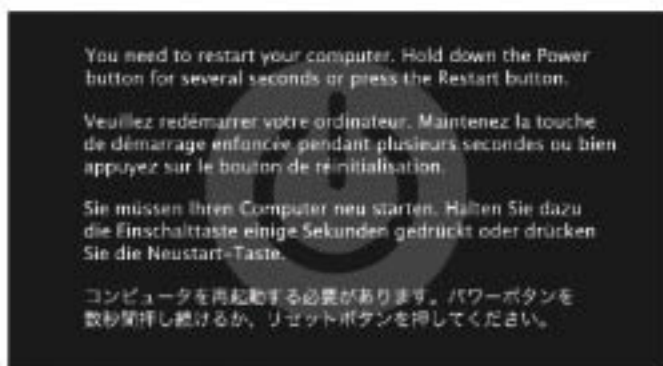 You need to restart your computer. Hold down the Power
button for several seconds or press the Restart button.
Veuillez redémarrer votre ordinateur. Maintenez la touche
de démarrage enfoncée pendant plusieurs secondes ou bien
appuyez sur le bouton de réinitialisation.
Sie müssen Ihren Computer neu starten. Halten Sie dazu
die Einschalttaste einige Sekunden gedrückt oder drücken
Sie die Neustart-Taste.
コンピュータを再起動する必要があります。パワーボタンを
数秒間押し続けるか、リセットボタンを押してください。